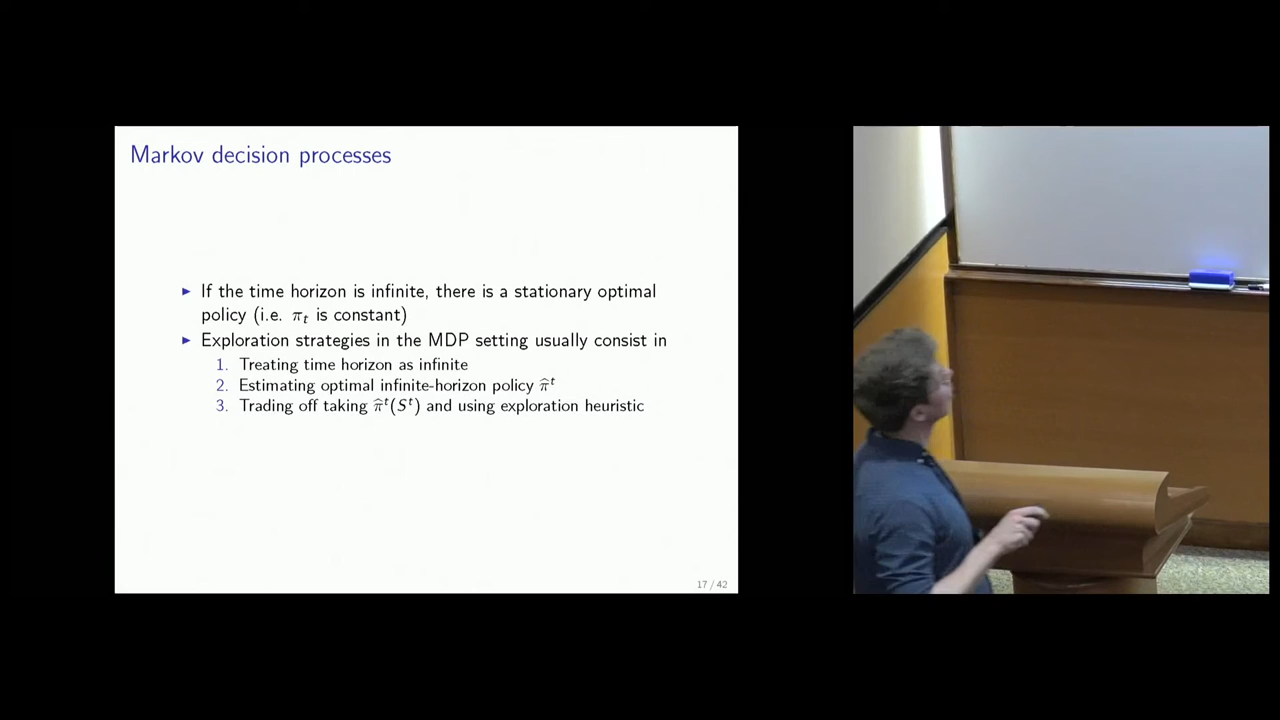 Markov decision processes
▶ If the time horizon is infinite, there is a stationary optimal
policy (i.e. πₜ is constant)
▶ Exploration strategies in the MDP setting usually consist in
1. Treating time horizon as infinite
2. Estimating optimal infinite-horizon policy π̂ᵗ
3. Trading off taking π̂ᵗ(Sᵗ) and using exploration heuristic
17 / 42